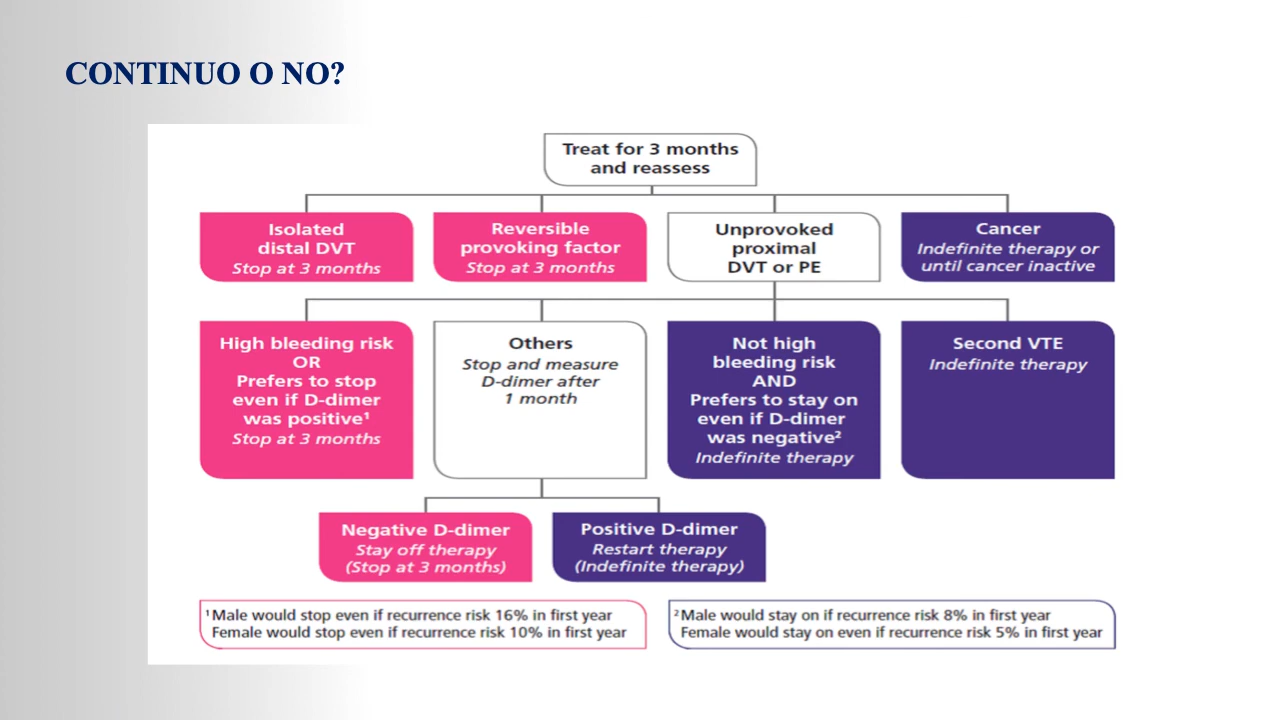 CONTINUO O NO?
Treat for 3 months
and reassess
Isolated
distal DVT
Stop at 3 months
Reversible
provoking factor
Stop at 3 months
Unprovoked
proximal
DVT or PE
Cancer
Indefinite therapy or
until cancer inactive
High bleeding risk
OR
Prefers to stop
even if D-dimer
was positive¹
Stop at 3 months
Others
Stop and measure
D-dimer after
1 month
Not high
bleeding risk
AND
Prefers to stay on
even if D-dimer
was negative²
Indefinite therapy
Second VTE
Indefinite therapy
Negative D-dimer
Stay off therapy
(Stop at 3 months)
Positive D-dimer
Restart therapy
(Indefinite therapy)
¹Male would stop even if recurrence risk 16% in first year
Female would stop even if recurrence risk 10% in first year
²Male would stay on if recurrence risk 8% in first year
Female would stay on even if recurrence risk 5% in first year